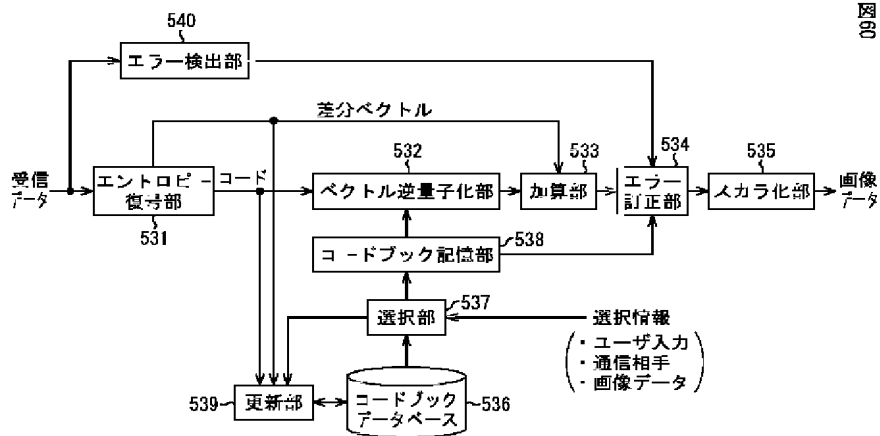 図60
540
エラー検出部
差分ベクトル
受信
データ
エントロピー
復号部
531
コード
532
ベクトル逆量子化部
533
加算部
534
エラー
訂正部
535
スカラ化部
画像
データ
538
コードブック記憶部
537
選択部
選択情報
・ユーザ入力
・通信相手
・画像データ
539
更新部
コードブック
データベース
536